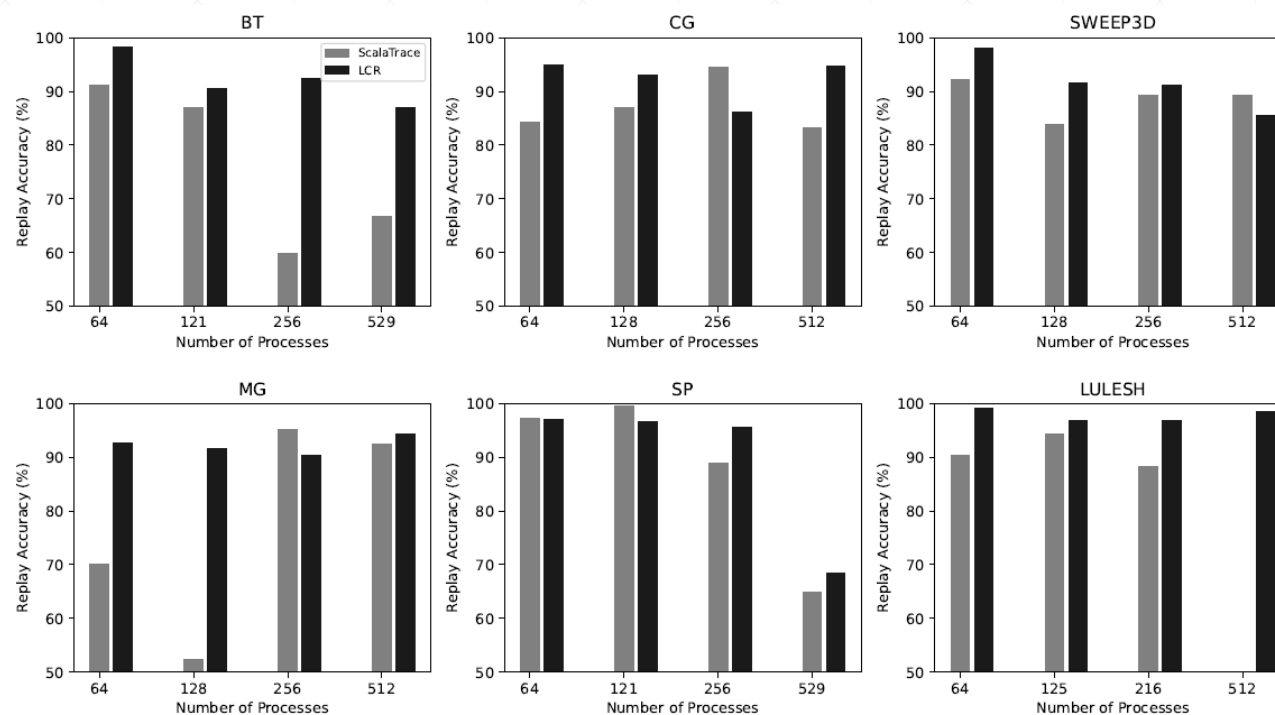 BT
CG
SWEEP3D
100
90
80
70
60
50
Replay Accuracy (%)
ScalaTrace
LCR
64 121 256 529
Number of Processes
100
90
80
70
60
50
Replay Accuracy (%)
64 128 256 512
Number of Processes
100
90
80
70
60
50
Replay Accuracy (%)
64 128 256 512
Number of Processes
MG
SP
LULESH
100
90
80
70
60
50
Replay Accuracy (%)
64 128 256 512
Number of Processes
100
90
80
70
60
50
Replay Accuracy (%)
64 121 256 529
Number of Processes
100
90
80
70
60
50
Replay Accuracy (%)
64 125 216 512
Number of Processes